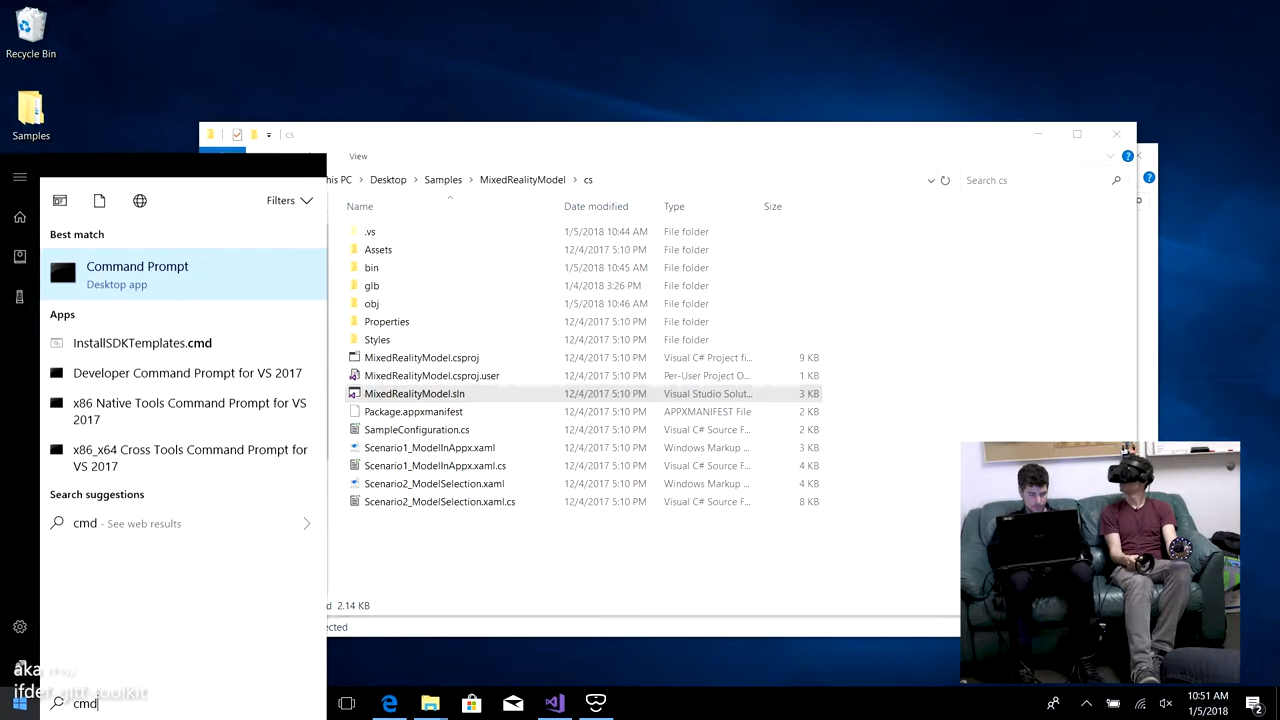 Recycle Bin
Samples
cs
View
his PC > Desktop > Samples > MixedRealityModel > cs
Search cs
Name Date modified Type Size
.vs 1/5/2018 10:44 AM File folder
Assets 12/4/2017 5:10 PM File folder
bin 1/5/2018 10:45 AM File folder
glb 1/4/2018 3:26 PM File folder
obj 1/5/2018 10:46 AM File folder
Properties 12/4/2017 5:10 PM File folder
Styles 12/4/2017 5:10 PM File folder
MixedRealityModel.csproj 12/4/2017 5:10 PM Visual C# Project fi... 9 KB
MixedRealityModel.csproj.user 12/4/2017 5:10 PM Per-User Project O... 1 KB
MixedRealityModel.sln 12/4/2017 5:10 PM Visual Studio Solut... 3 KB
Package.appxmanifest 12/4/2017 5:10 PM APPXMANIFEST File 2 KB
SampleConfiguration.cs 12/4/2017 5:10 PM Visual C# Source F... 2 KB
Scenario1_ModelInAppx.xaml 12/4/2017 5:10 PM Windows Markup ... 4 KB
Scenario1_ModelInAppx.xaml.cs 12/4/2017 5:10 PM Visual C# Source F... 4 KB
Scenario2_ModelSelection.xaml 12/4/2017 5:10 PM Windows Markup ... 4 KB
Scenario2_ModelSelection.xaml.cs 12/4/2017 5:10 PM Visual C# Source F... 8 KB
d 2.14 KB
ected
Filters
Best match
Command Prompt
Desktop app
Apps
InstallSDKTemplates.cmd
Developer Command Prompt for VS 2017
x86 Native Tools Command Prompt for
VS 2017
x86_x64 Cross Tools Command Prompt for
VS 2017
Search suggestions
cmd - See web results
aka.ms/
ifdef_gltf_toolkit
cmd
10:51 AM
1/5/2018
2